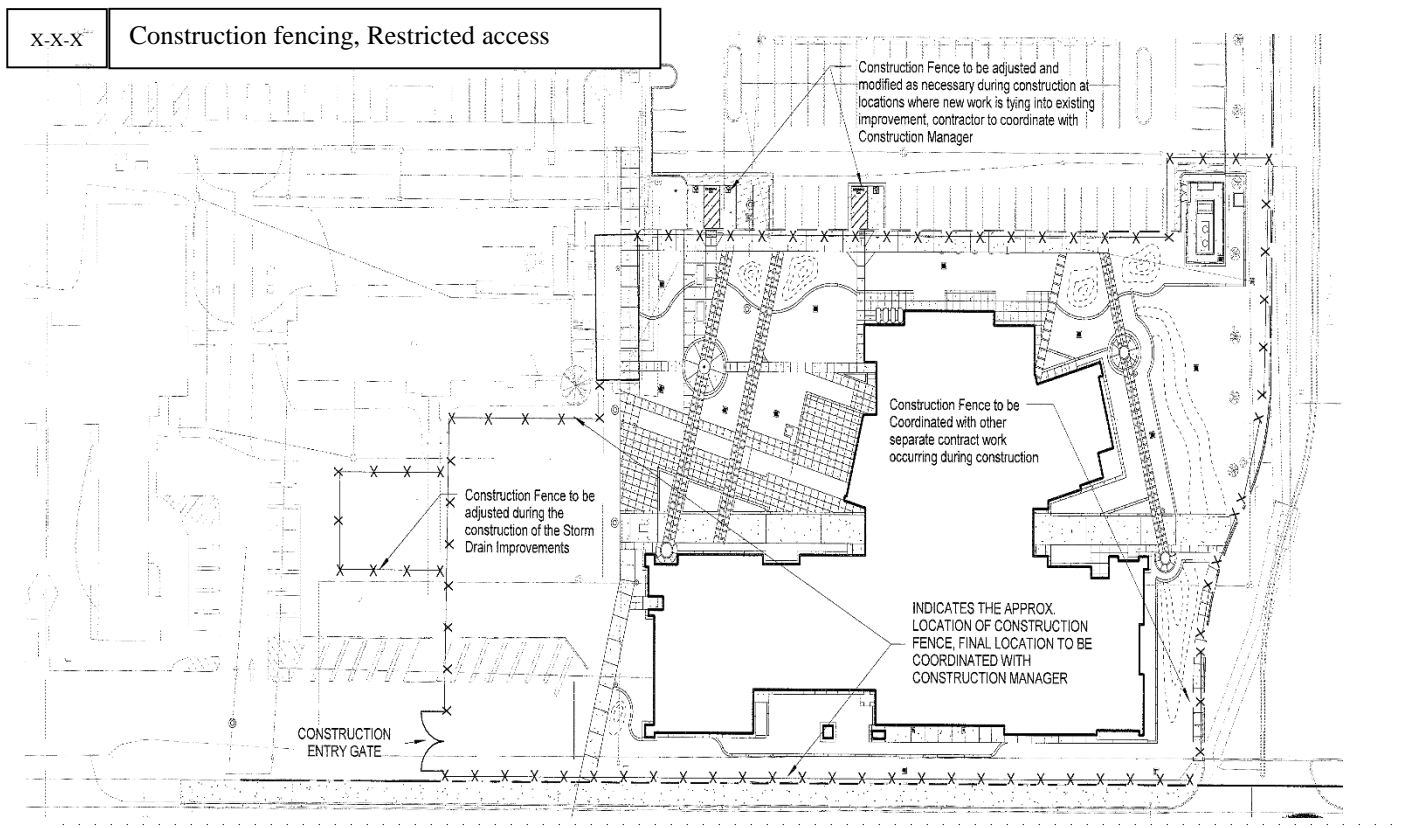 X-X-X
Construction fencing, Restricted access
Construction Fence to be adjusted and
modified as necessary during construction at
locations where new work is tying into existing
improvement, contractor to coordinate with
Construction Manager
Construction Fence to be
Coordinated with other
separate contract work
occurring during construction
Construction Fence to be
adjusted during the
construction of the Storm
Drain Improvements
INDICATES THE APPROX.
LOCATION OF CONSTRUCTION
FENCE, FINAL LOCATION TO BE
COORDINATED WITH
CONSTRUCTION MANAGER
CONSTRUCTION
ENTRY GATE